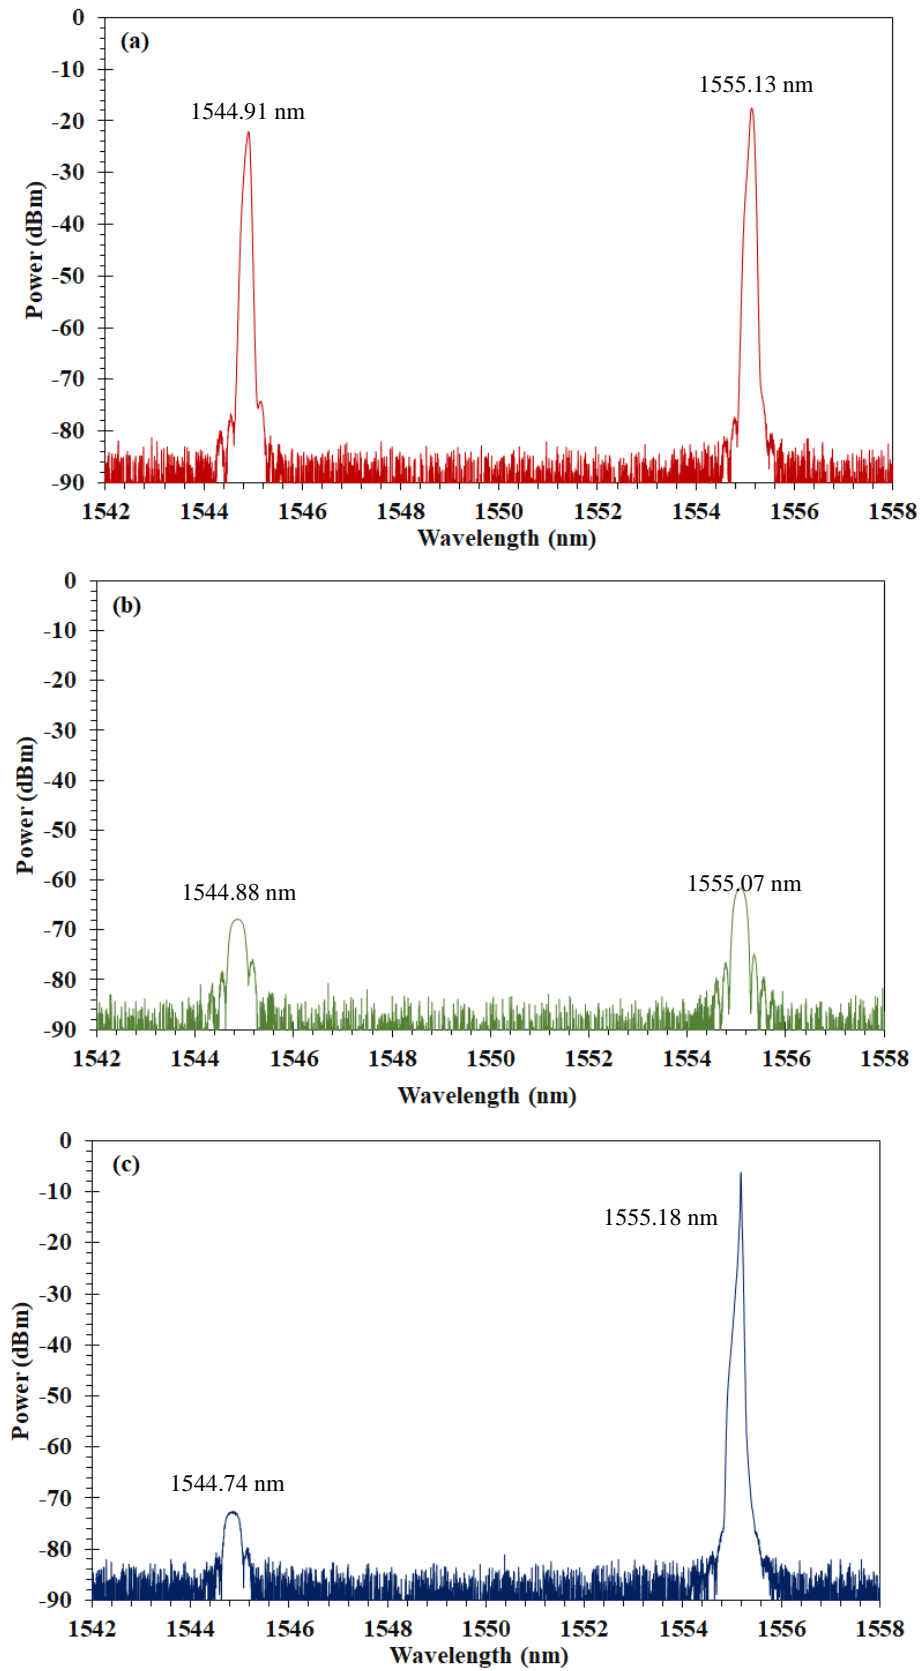 0
(a)
-10
1555.13 nm
1544.91 nm
-20
-30
-40
-50
-60
-70
-80
-90
Power (dBm)
1542 1544 1546 1548 1550 1552 1554 1556 1558
Wavelength (nm)
0
(b)
-10
-20
-30
-40
-50
-60
1555.07 nm
1544.88 nm
-70
-80
-90
Power (dBm)
1542 1544 1546 1548 1550 1552 1554 1556 1558
Wavelength (nm)
0
(c)
-10
1555.18 nm
-20
-30
-40
-50
-60
1544.74 nm
-70
-80
-90
Power (dBm)
1542 1544 1546 1548 1550 1552 1554 1556 1558
Wavelength (nm)